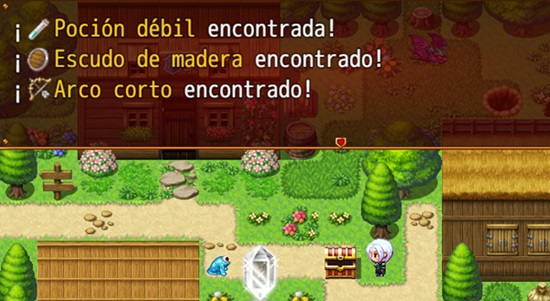 ¡Poción débil encontrada!
¡Escudo de madera encontrado!
¡Arco corto encontrado!